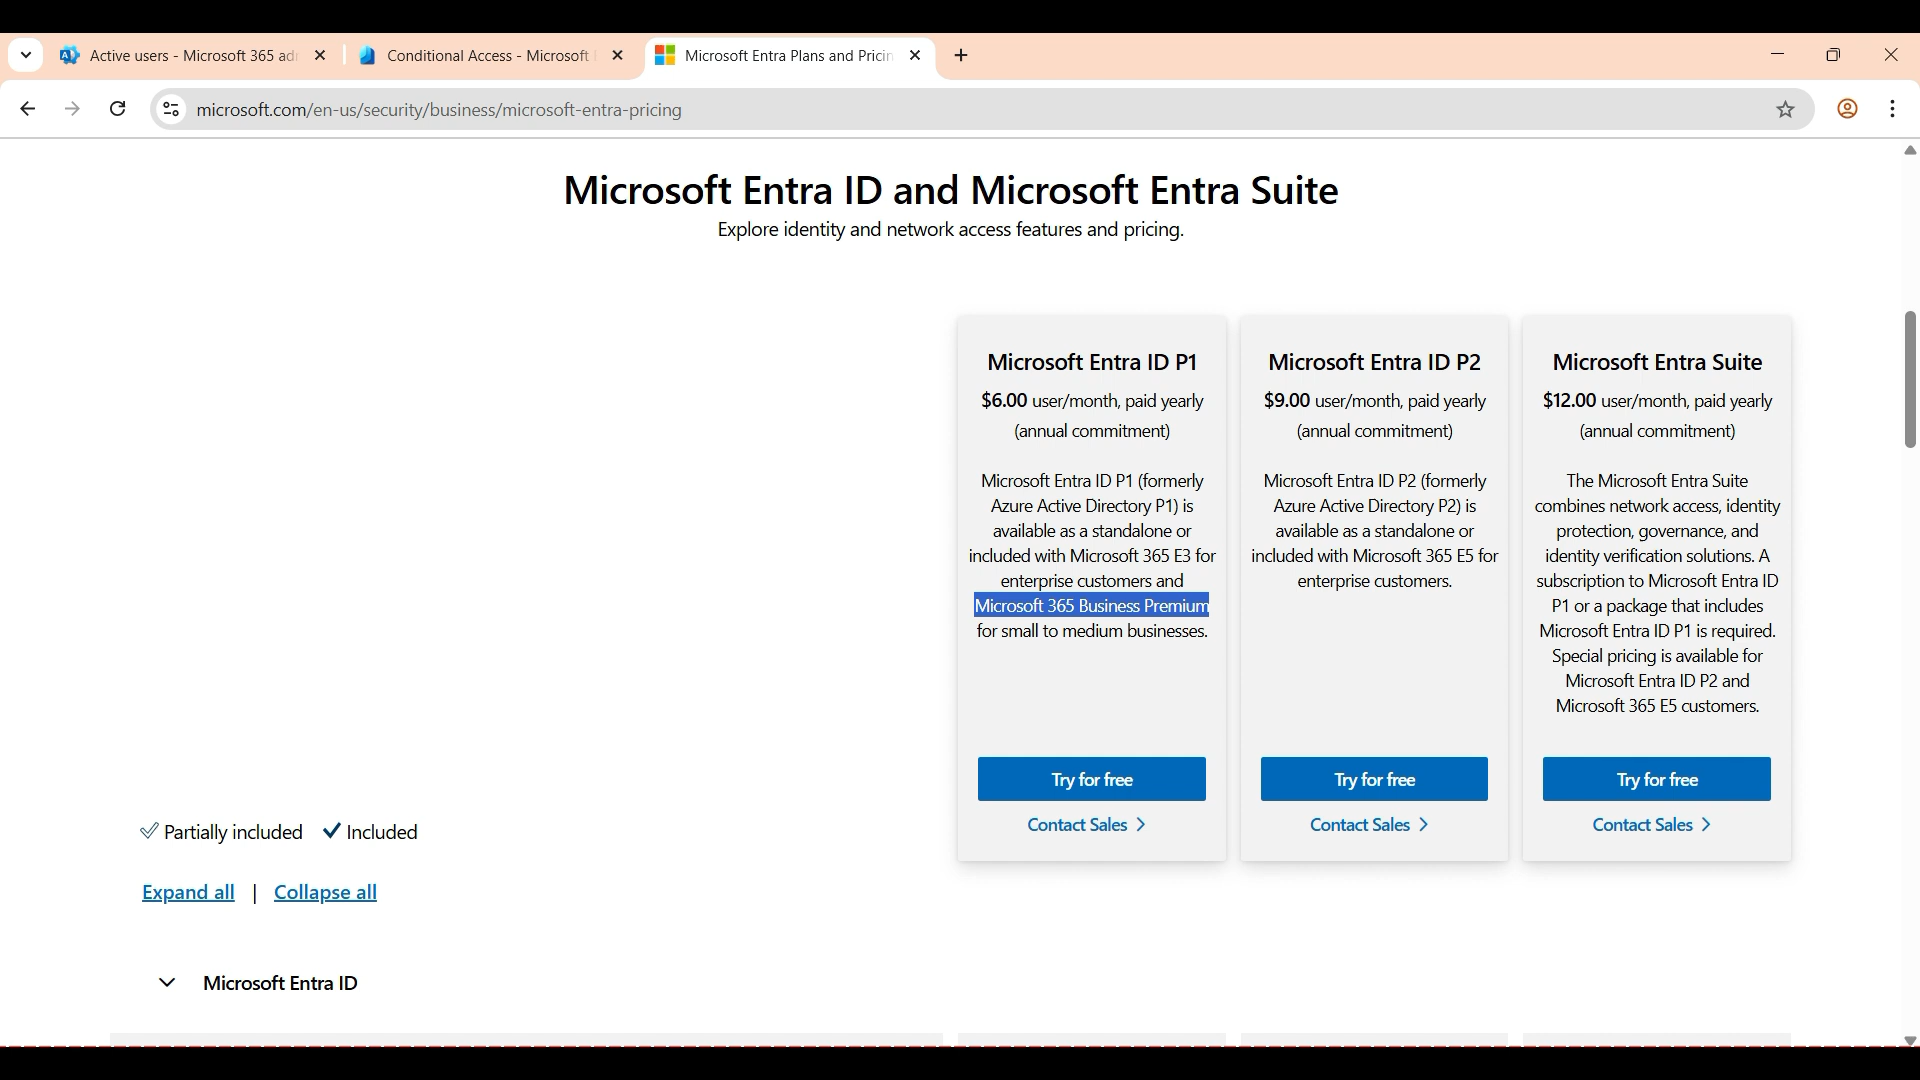 Active users - Microsoft 365 ad
Conditional Access - Microsoft
Microsoft Entra Plans and Pricin
microsoft.com/en-us/security/business/microsoft-entra-pricing
Microsoft Entra ID and Microsoft Entra Suite
Explore identity and network access features and pricing.
Microsoft Entra ID P1
$6.00 user/month, paid yearly
(annual commitment)
Microsoft Entra ID P1 (formerly
Azure Active Directory P1) is
available as a standalone or
included with Microsoft 365 E3 for
enterprise customers and
Microsoft 365 Business Premium
for small to medium businesses.
Try for free
Contact Sales
Microsoft Entra ID P2
$9.00 user/month, paid yearly
(annual commitment)
Microsoft Entra ID P2 (formerly
Azure Active Directory P2) is
available as a standalone or
included with Microsoft 365 E5 for
enterprise customers.
Try for free
Contact Sales
Microsoft Entra Suite
$12.00 user/month, paid yearly
(annual commitment)
The Microsoft Entra Suite
combines network access, identity
protection, governance, and
identity verification solutions. A
subscription to Microsoft Entra ID
P1 or a package that includes
Microsoft Entra ID P1 is required.
Special pricing is available for
Microsoft Entra ID P2 and
Microsoft 365 E5 customers.
Try for free
Contact Sales
Partially included Included
Expand all | Collapse all
Microsoft Entra ID